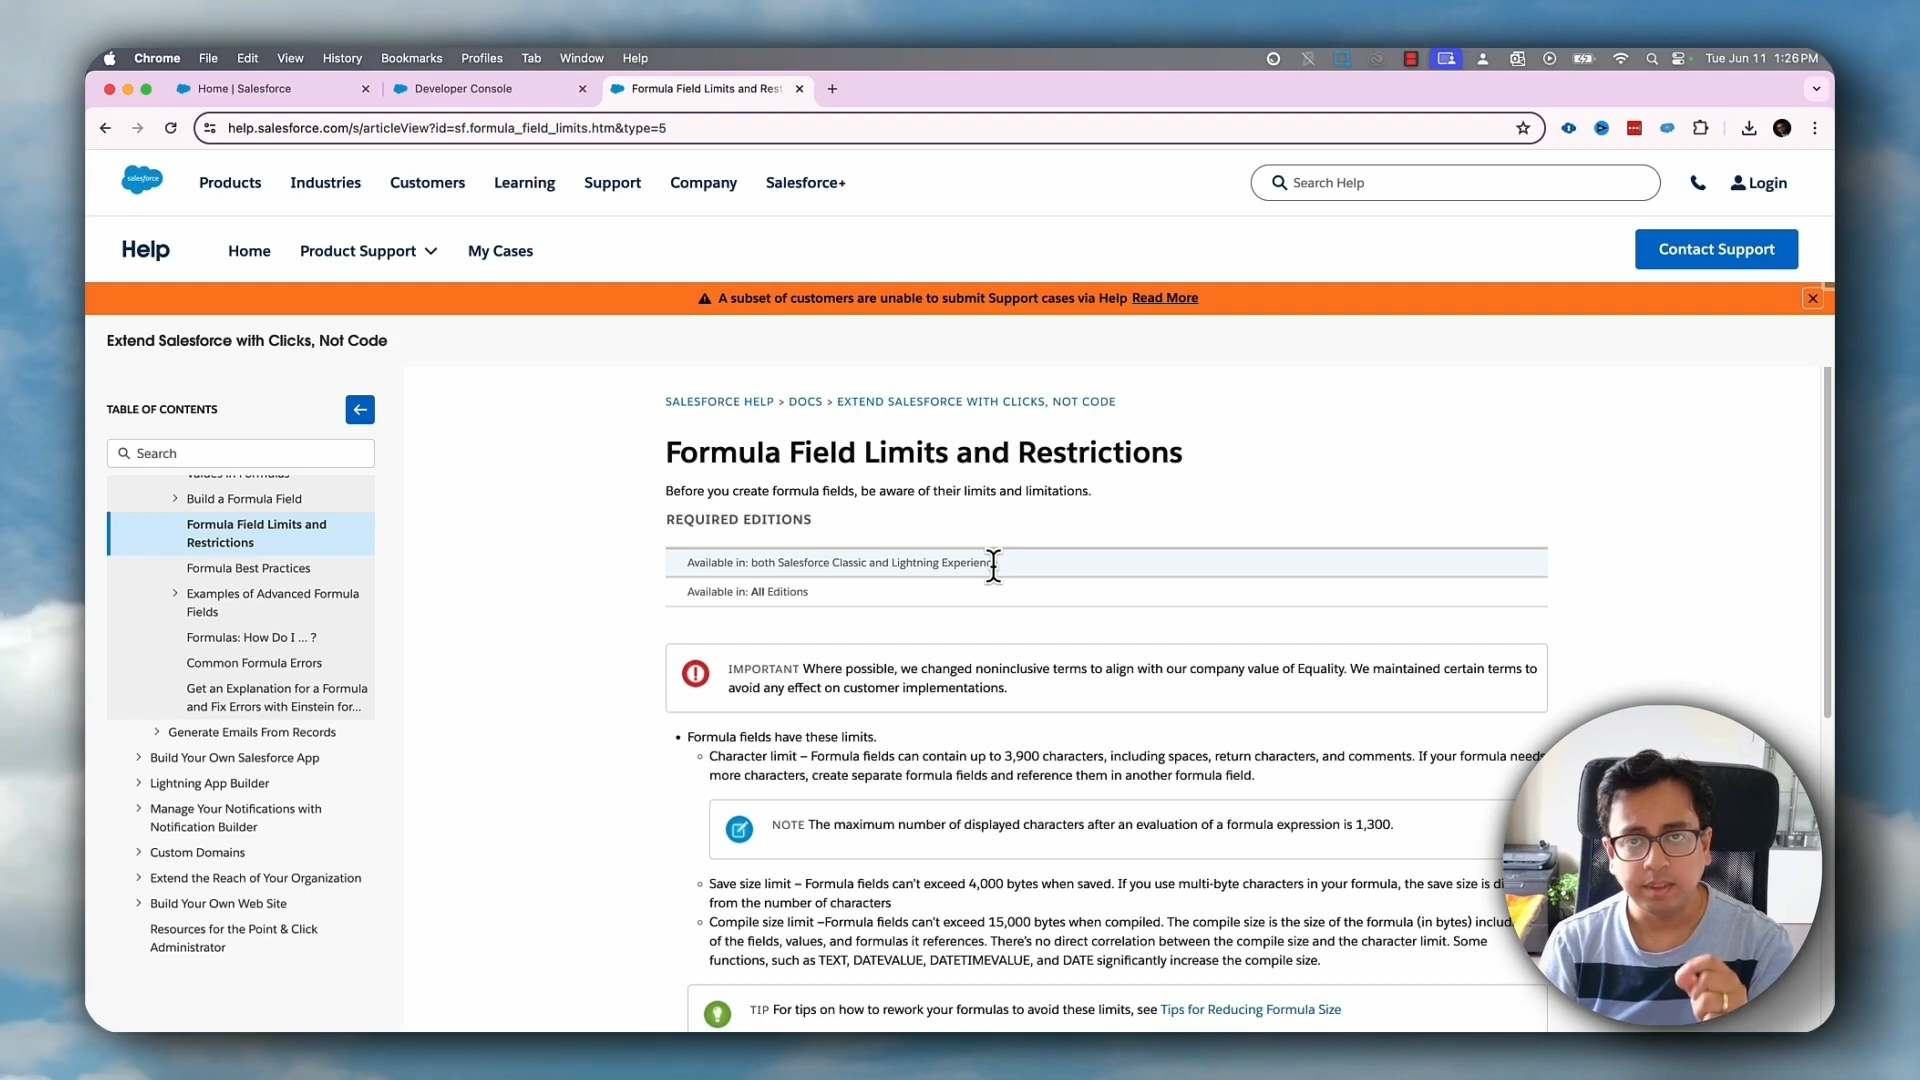 Chrome File Edit View History Bookmarks Profiles Tab Window Help Tue Jun 11 1:26 PM
Home | Salesforce Developer Console Formula Field Limits and Rest
help.salesforce.com/s/articleView?id=sf.formula_field_limits.htm&type=5
salesforce Products Industries Customers Learning Support Company Salesforce+ Search Help Login
Help Home Product Support My Cases Contact Support
A subset of customers are unable to submit Support cases via Help Read More
Extend Salesforce with Clicks, Not Code
TABLE OF CONTENTS
Search
Values in Formulas
Build a Formula Field
Formula Field Limits and
Restrictions
Formula Best Practices
Examples of Advanced Formula
Fields
Formulas: How Do I ... ?
Common Formula Errors
Get an Explanation for a Formula
and Fix Errors with Einstein for...
Generate Emails From Records
Build Your Own Salesforce App
Lightning App Builder
Manage Your Notifications with
Notification Builder
Custom Domains
Extend the Reach of Your Organization
Build Your Own Web Site
Resources for the Point & Click
Administrator
SALESFORCE HELP > DOCS > EXTEND SALESFORCE WITH CLICKS, NOT CODE
Formula Field Limits and Restrictions
Before you create formula fields, be aware of their limits and limitations.
REQUIRED EDITIONS
Available in: both Salesforce Classic and Lightning Experience
Available in: All Editions
IMPORTANT Where possible, we changed noninclusive terms to align with our company value of Equality. We maintained certain terms to
avoid any effect on customer implementations.
• Formula fields have these limits.
○ Character limit – Formula fields can contain up to 3,900 characters, including spaces, return characters, and comments. If your formula needs
more characters, create separate formula fields and reference them in another formula field.
NOTE The maximum number of displayed characters after an evaluation of a formula expression is 1,300.
○ Save size limit – Formula fields can't exceed 4,000 bytes when saved. If you use multi-byte characters in your formula, the save size is
from the number of characters
○ Compile size limit –Formula fields can't exceed 15,000 bytes when compiled. The compile size is the size of the formula (in bytes)
of the fields, values, and formulas it references. There's no direct correlation between the compile size and the character limit. Some
functions, such as TEXT, DATEVALUE, DATETIMEVALUE, and DATE significantly increase the compile size.
TIP For tips on how to rework your formulas to avoid these limits, see Tips for Reducing Formula Size